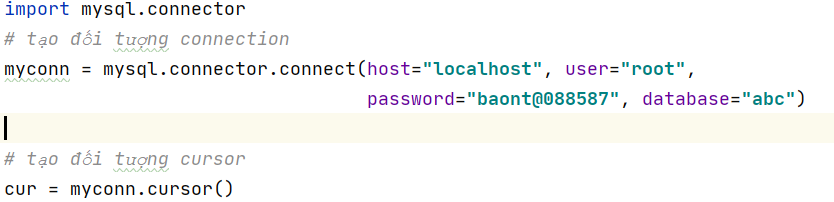 import mysql.connector
# tạo đối tượng connection
myconn = mysql.connector.connect(host="localhost", user="root",
password="baont@088587", database="abc")
# tạo đối tượng cursor
cur = myconn.cursor()